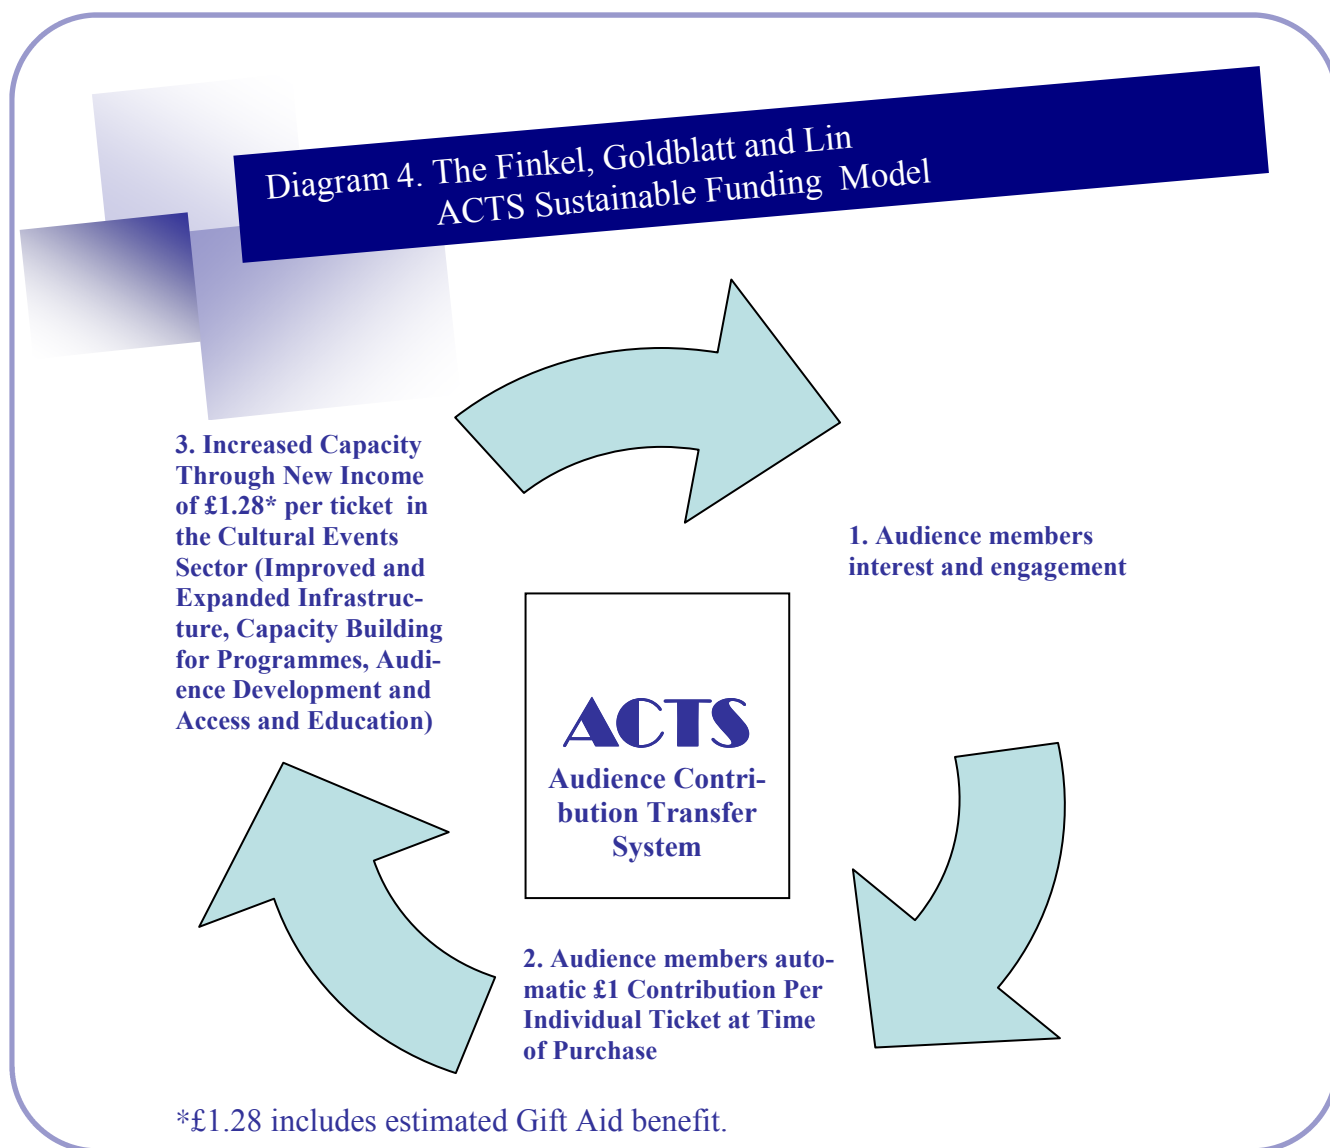 Diagram 4. The Finkel, Goldblatt and Lin
ACTS Sustainable Funding Model
3. Increased Capacity
Through New Income
of £1.28* per ticket in
the Cultural Events
Sector (Improved and
Expanded Infrastruc-
ture, Capacity Building
for Programmes, Audi-
ence Development and
Access and Education)
1. Audience members
interest and engagement
ACTS
Audience Contri-
bution Transfer
System
2. Audience members auto-
matic £1 Contribution Per
Individual Ticket at Time
of Purchase
*£1.28 includes estimated Gift Aid benefit.